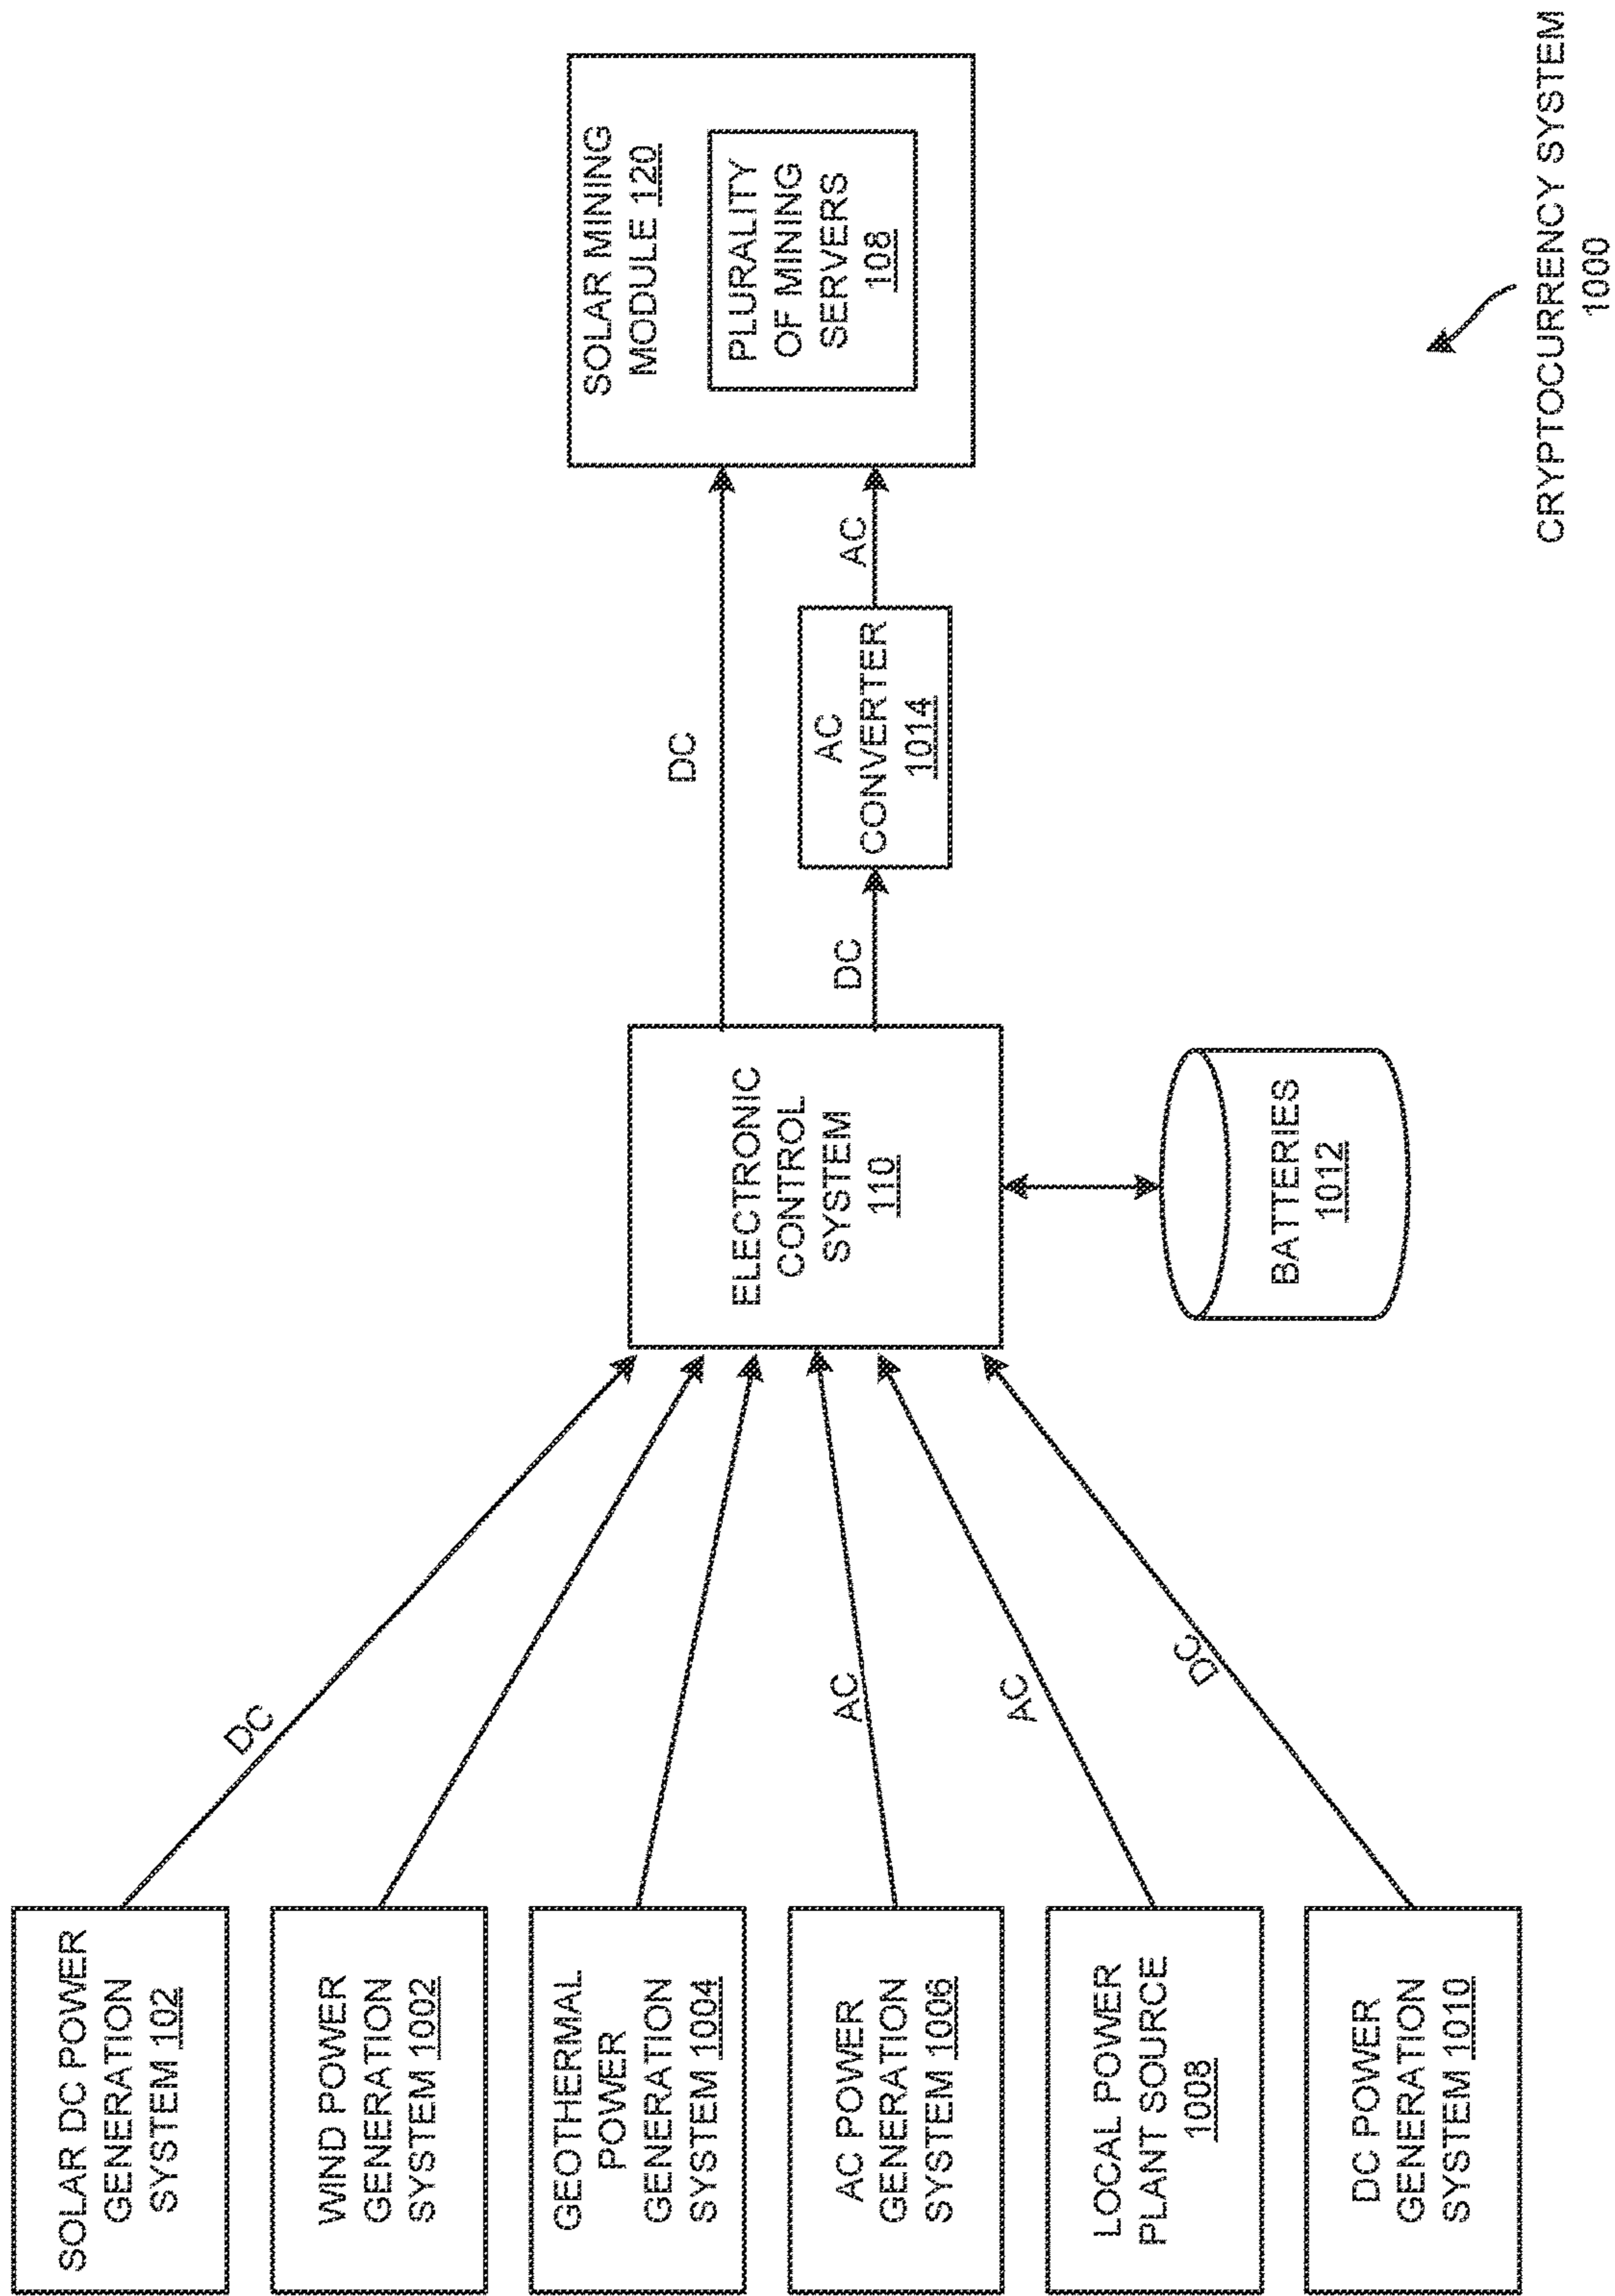 SOLAR DC POWER
GENERATION
SYSTEM 102
WIND POWER
GENERATION
SYSTEM 1002
GEOTHERMAL
POWER
GENERATION
SYSTEM 1004
AC POWER
GENERATION
SYSTEM 1006
LOCAL POWER
PLANT SOURCE
1008
DC POWER
GENERATION
SYSTEM 1010
DC
AC
AC
DC
ELECTRONIC
CONTROL
SYSTEM
110
BATTERIES
1012
DC
DC
AC
CONVERTER
1014
AC
SOLAR MINING
MODULE 120
PLURALITY
OF MINING
SERVERS
108
CRYPTOCURRENCY SYSTEM
1000